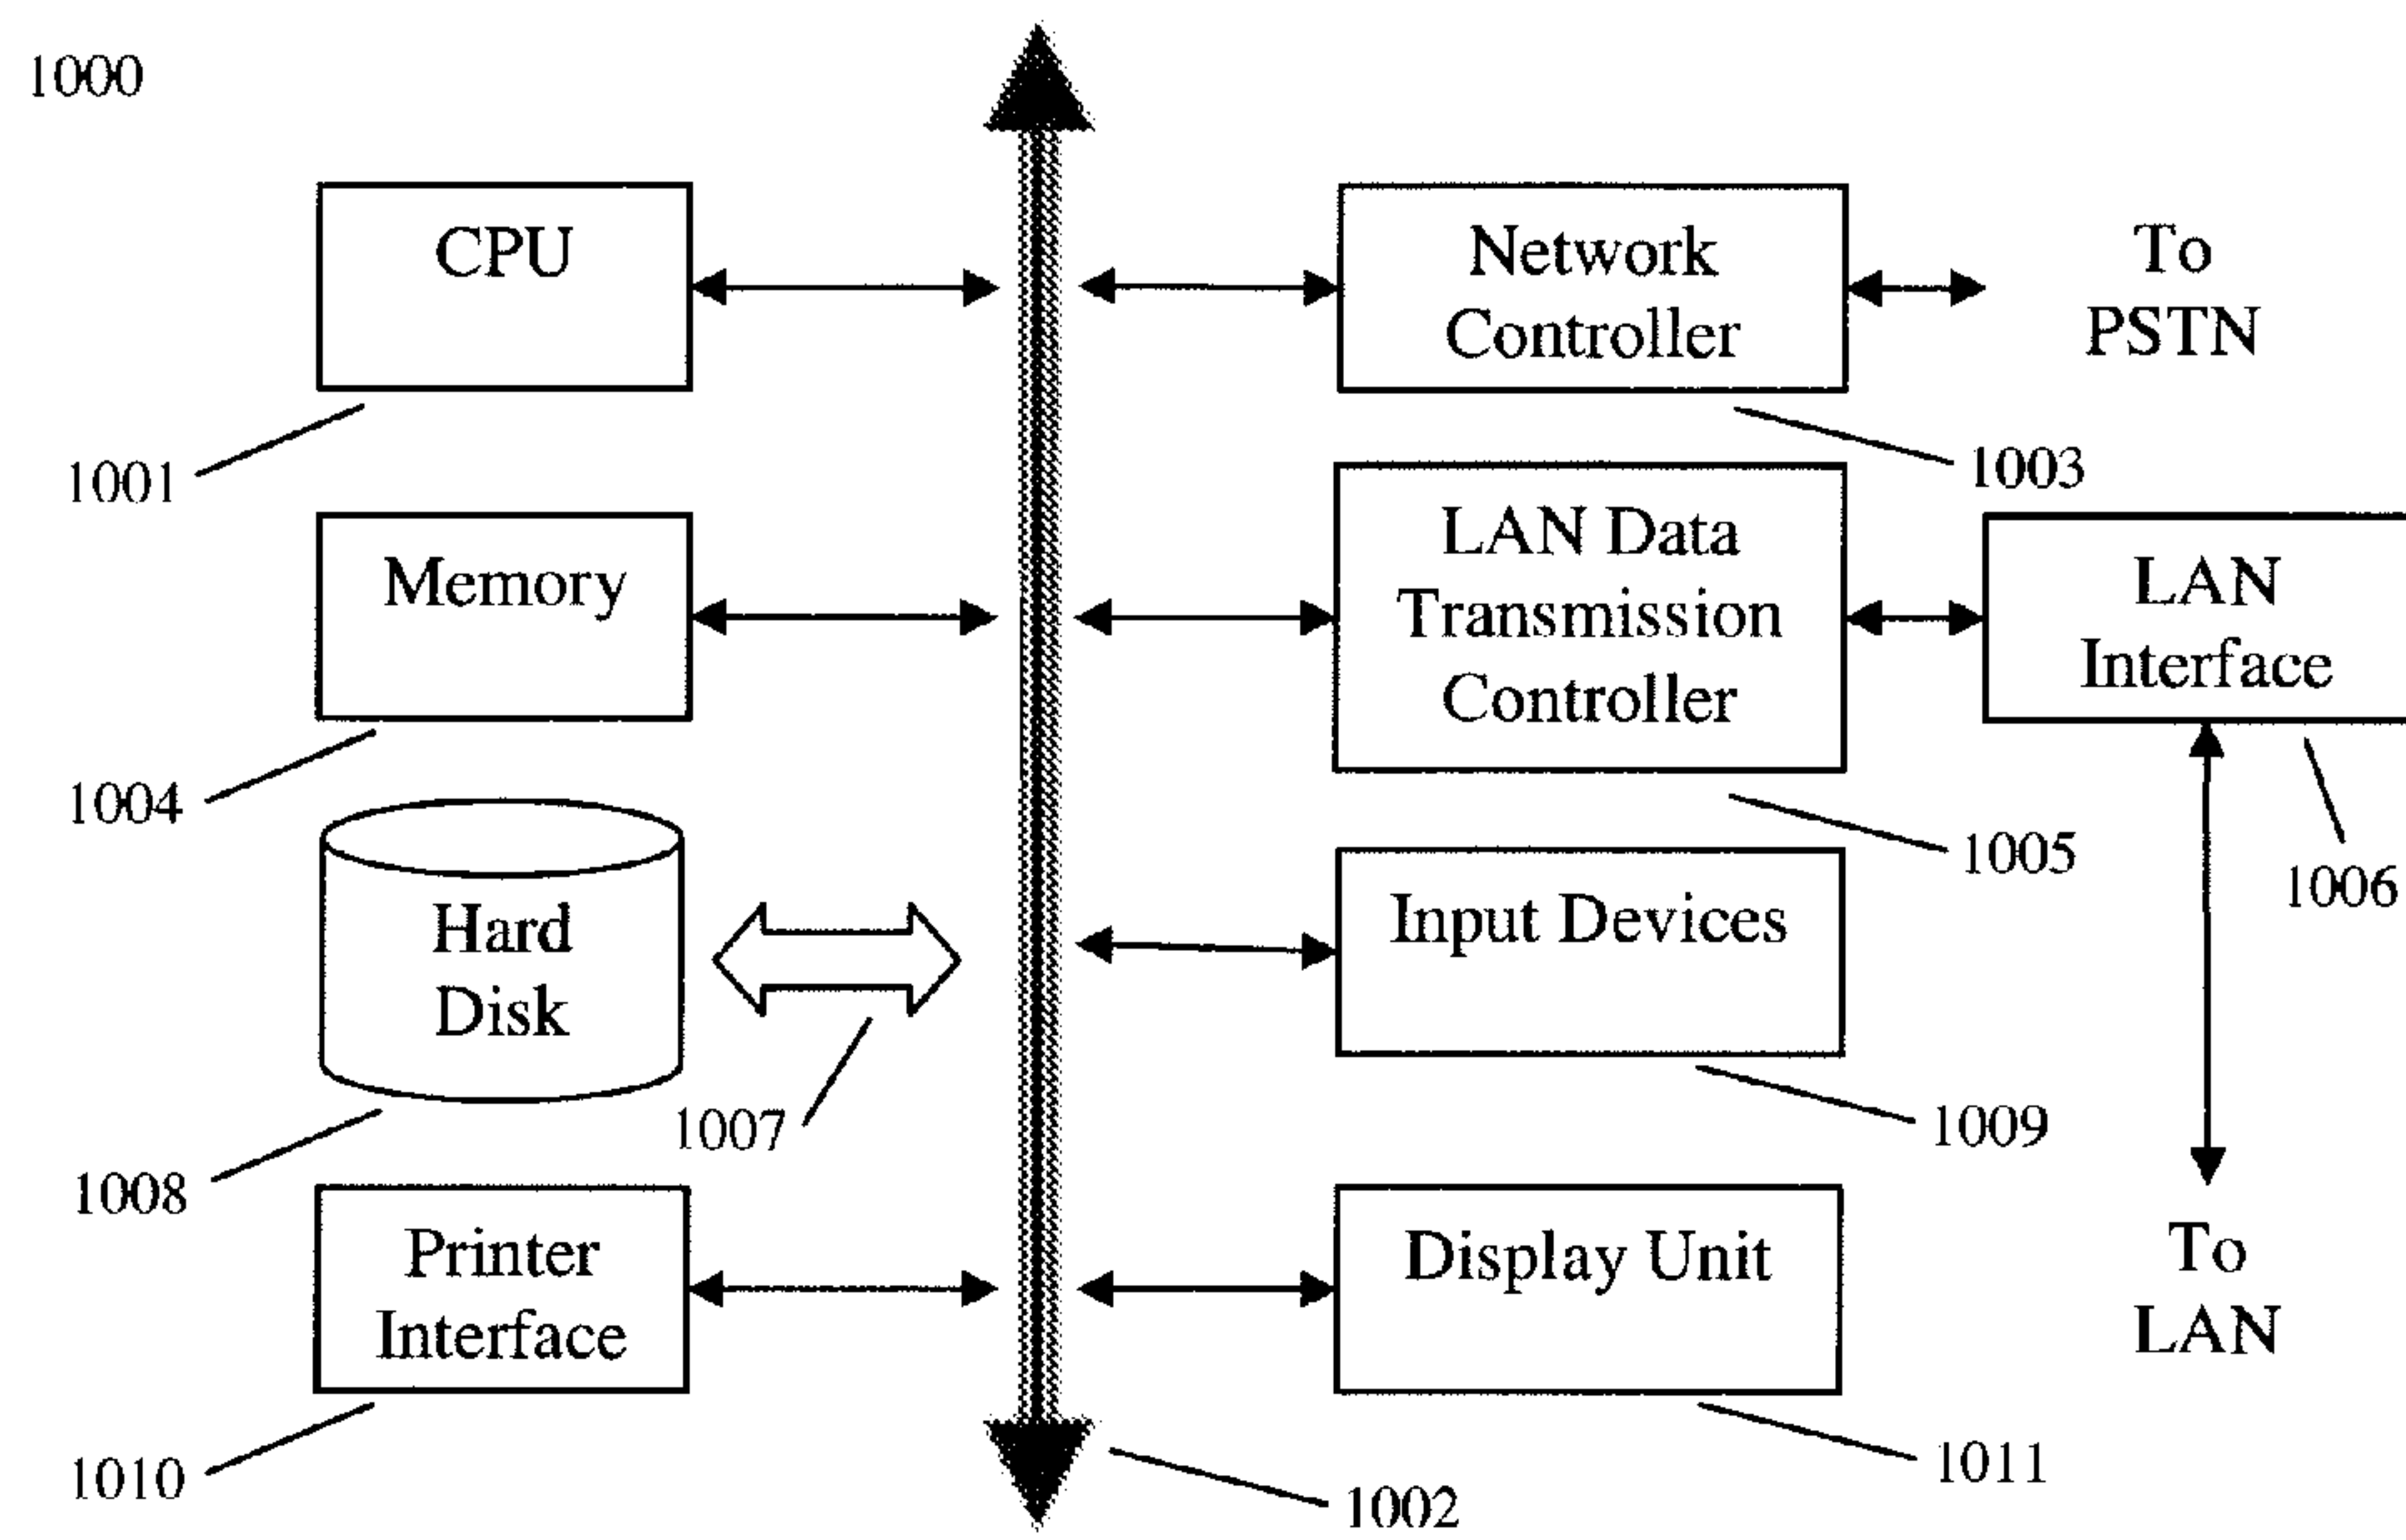 1000
CPU
1001
Network
Controller
To
PSTN
1003
Memory
1004
LAN Data
Transmission
Controller
1005
LAN
Interface
1006
Hard
Disk
1007
1008
Input Devices
1009
Printer
Interface
1010
Display Unit
1011
To
LAN
1002